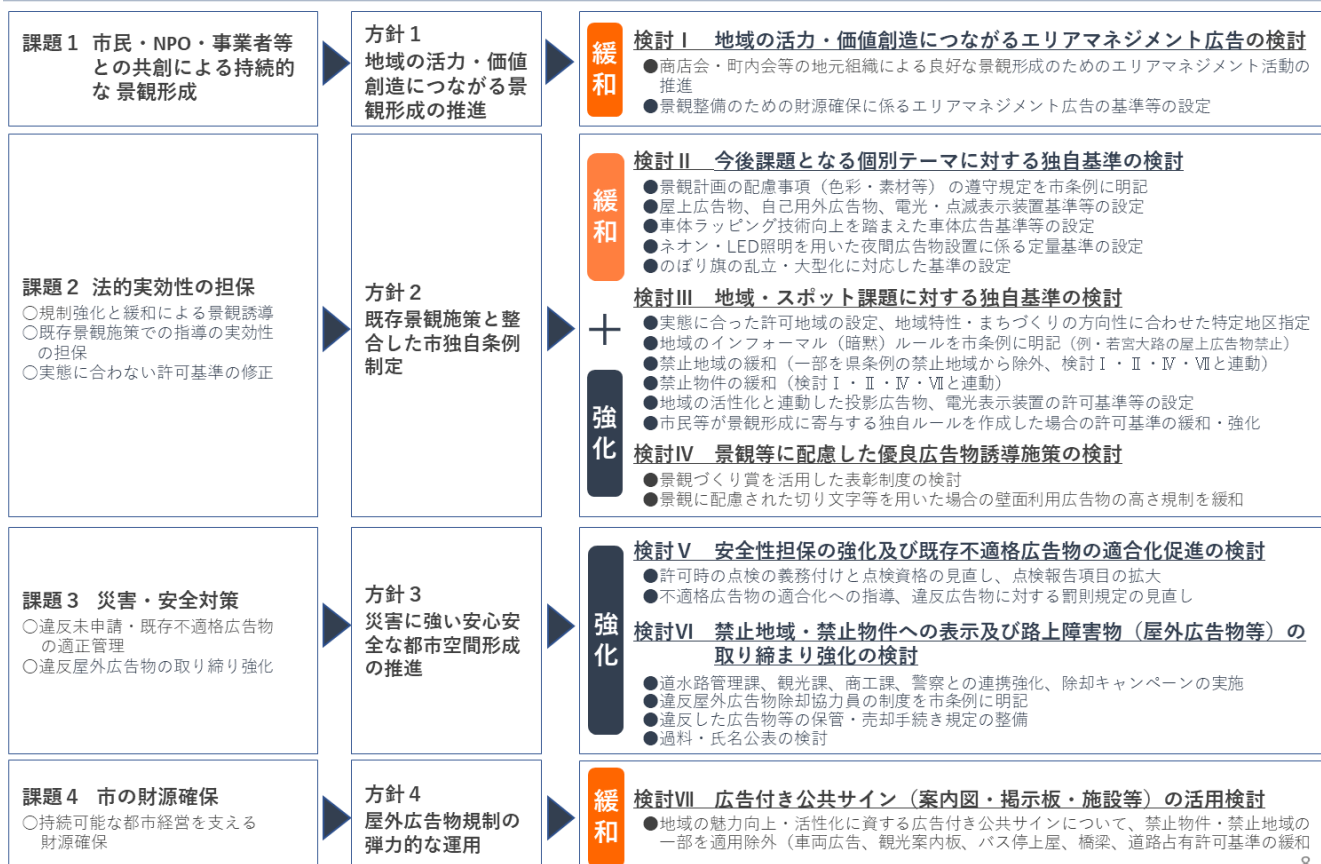 課題１ 市民・NPO・事業者等
との共創による持続的
な 景観形成
方針１
地域の活力・価値
創造につながる景
観形成の推進
緩和
検討Ⅰ 地域の活力・価値創造につながるエリアマネジメント広告の検討
●商店会・町内会等の地元組織による良好な景観形成のためのエリアマネジメント活動の
推進
●景観整備のための財源確保に係るエリアマネジメント広告の基準等の設定
課題２ 法的実効性の担保
○規制強化と緩和による景観誘導
○既存景観施策での指導の実効性
の担保
○実態に合わない許可基準の修正
方針２
既存景観施策と整
合した市独自条例
制定
緩和
＋
強化
検討Ⅱ 今後課題となる個別テーマに対する独自基準の検討
●景観計画の配慮事項（色彩・素材等） の遵守規定を市条例に明記
●屋上広告物、自己用外広告物、電光・点滅表示装置基準等の設定
●車体ラッピング技術向上を踏まえた車体広告基準等の設定
●ネオン・LED照明を用いた夜間広告物設置に係る定量基準の設定
●のぼり旗の乱立・大型化に対応した基準の設定
検討Ⅲ 地域・スポット課題に対する独自基準の検討
●実態に合った許可地域の設定、地域特性・まちづくりの方向性に合わせた特定地区指定
●地域のインフォーマル（暗黙）ルールを市条例に明記（例・若宮大路の屋上広告物禁止）
●禁止地域の緩和（一部を県条例の禁止地域から除外、検討Ⅰ・Ⅱ・Ⅳ・Ⅶと連動）
●禁止物件の緩和（検討Ⅰ・Ⅱ・Ⅳ・Ⅶと連動）
●地域の活性化と連動した投影広告物、電光表示装置の許可基準等の設定
●市民等が景観形成に寄与する独自ルールを作成した場合の許可基準の緩和・強化
検討Ⅳ 景観等に配慮した優良広告物誘導施策の検討
●景観づくり賞を活用した表彰制度の検討
●景観に配慮された切り文字等を用いた場合の壁面利用広告物の高さ規制を緩和
課題３ 災害・安全対策
○違反未申請・既存不適格広告物
の適正管理
○違反屋外広告物の取り締り強化
方針３
災害に強い安心安
全な都市空間形成
の推進
強化
検討Ⅴ 安全性担保の強化及び既存不適格広告物の適合化促進の検討
●許可時の点検の義務付けと点検資格の見直し、点検報告項目の拡大
●不適格広告物の適合化への指導、違反広告物に対する罰則規定の見直し
検討Ⅵ 禁止地域・禁止物件への表示及び路上障害物（屋外広告物等）の
取り締まり強化の検討
●道水路管理課、観光課、商工課、警察との連携強化、除却キャンペーンの実施
●違反屋外広告物除却協力員の制度を市条例に明記
●違反した広告物等の保管・売却手続き規定の整備
●過料・氏名公表の検討
課題４ 市の財源確保
○持続可能な都市経営を支える
財源確保
方針４
屋外広告物規制の
弾力的な運用
緩和
検討Ⅶ 広告付き公共サイン（案内図・掲示板・施設等）の活用検討
●地域の魅力向上・活性化に資する広告付き公共サインについて、禁止物件・禁止地域の
一部を適用除外（車両広告、観光案内板、バス停上屋、橋梁、道路占有許可基準の緩和
8